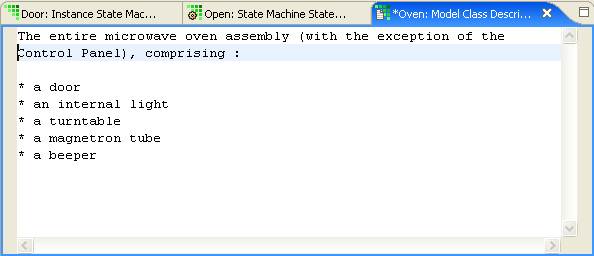 Door: Instance State Mac...
Open: State Machine State...
*Oven: Model Class Descri...
The entire microwave oven assembly (with the exception of the
Control Panel), comprising :
* a door
* an internal light
* a turntable
* a magnetron tube
* a beeper